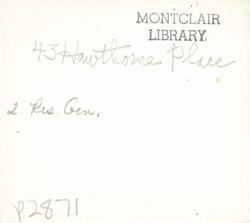 MONTCLAIR
LIBRARY,
43 Hawthorne Place
2. Res. Gen.
p2871